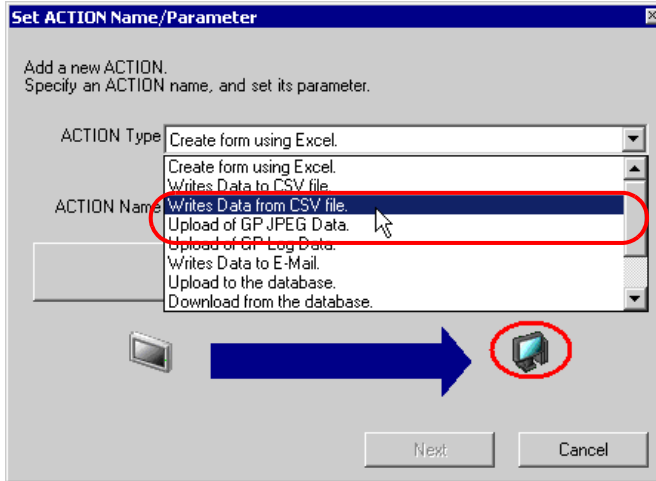 Set ACTION Name/Parameter
Add a new ACTION.
Specify an ACTION name, and set its parameter.
ACTION Type
Create form using Excel.
Create form using Excel.
Writes Data to CSV file.
ACTION Name
Writes Data from CSV file.
Upload of GP JPEG Data.
Upload of GP Log Data.
Writes Data to E-Mail.
Upload to the database.
Download from the database.
Next
Cancel